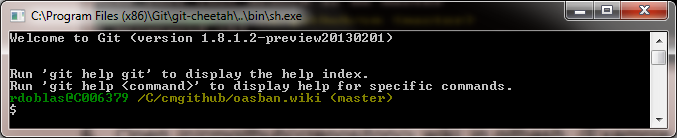 C:\Program Files (x86)\Git\git-cheetah\..\bin\sh.exe
Welcome to Git (version 1.8.1.2-preview20130201)
Run 'git help git' to display the help index.
Run 'git help <command>' to display help for specific commands.
rdoblas@C006379 /C/cmgithub/oasban.wiki (master)
$